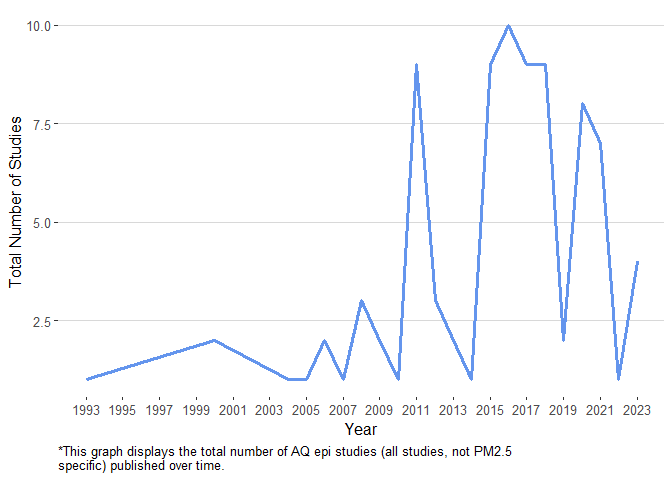 10.0
7.5
5.0
2.5
Total Number of Studies
1993 1995 1997 1999 2001 2003 2005 2007 2009 2011 2013 2015 2017 2019 2021 2023
Year
*This graph displays the total number of AQ epi studies (all studies, not PM2.5
specific) published over time.